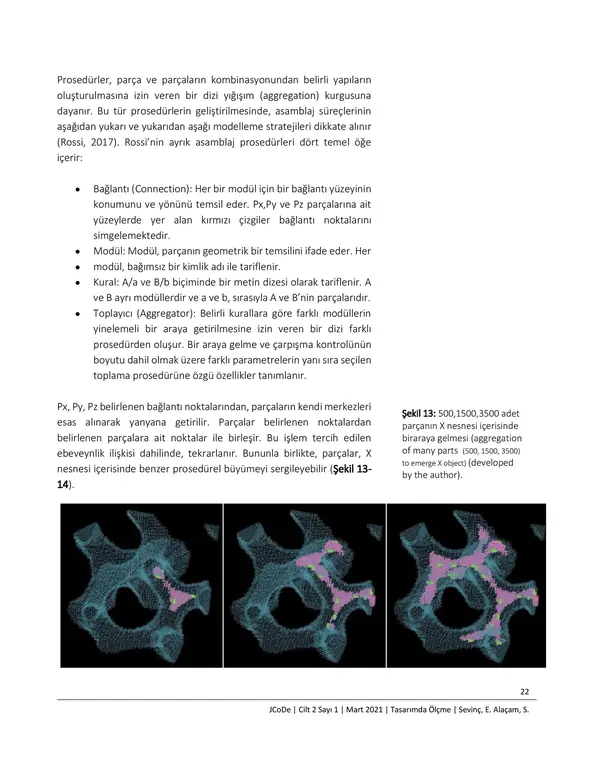 Prosedürler, parça ve parçaların kombinasyonundan belirli yapıların
oluşturulmasına izin veren bir dizi yığışım (aggregation) kurgusuna
dayanır. Bu tür prosedürlerin geliştirilmesinde, asamblaj süreçlerinin
aşağıdan yukarı ve yukarıdan aşağı modelleme stratejileri dikkate alınır
(Rossi, 2017). Rossi’nin ayrık asamblaj prosedürleri dört temel öğe
içerir:
• Bağlantı (Connection): Her bir modül için bir bağlantı yüzeyinin
konumunu ve yönünü temsil eder. Px,Py ve Pz parçalarına ait
yüzeylerde yer alan kırmızı çizgiler bağlantı noktalarını
simgelemektedir.
• Modül: Modül, parçanın geometrik bir temsilini ifade eder. Her
• modül, bağımsız bir kimlik adı ile tariflenir.
• Kural: A/a ve B/b biçiminde bir metin dizesi olarak tariflenir. A
ve B ayrı modüllerdir ve a ve b, sırasıyla A ve B’nin parçalarıdır.
• Toplayıcı (Aggregator): Belirli kurallara göre farklı modüllerin
yinelemeli bir araya getirilmesine izin veren bir dizi farklı
prosedürden oluşur. Bir araya gelme ve çarpışma kontrolünün
boyutu dahil olmak üzere farklı parametrelerin yanı sıra seçilen
toplama prosedürüne özgü özellikler tanımlanır.
Px, Py, Pz belirlenen bağlantı noktalarından, parçaların kendi merkezleri
esas alınarak yanyana getirilir. Parçalar belirlenen noktalardan
belirlenen parçalara ait noktalar ile birleşir. Bu işlem tercih edilen
ebeveynlik ilişkisi dahilinde, tekrarlanır. Bununla birlikte, parçalar, X
nesnesi içerisinde benzer prosedürel büyümeyi sergileyebilir (Şekil 13-
14).
Şekil 13: 500,1500,3500 adet
parçanın X nesnesi içerisinde
biraraya gelmesi (aggregation
of many parts (500, 1500, 3500)
to emerge X object) (developed
by the author).
22
JCoDe | Cilt 2 Sayı 1 | Mart 2021 | Tasarımda Ölçme | Sevinç, E. Alaçam, S.